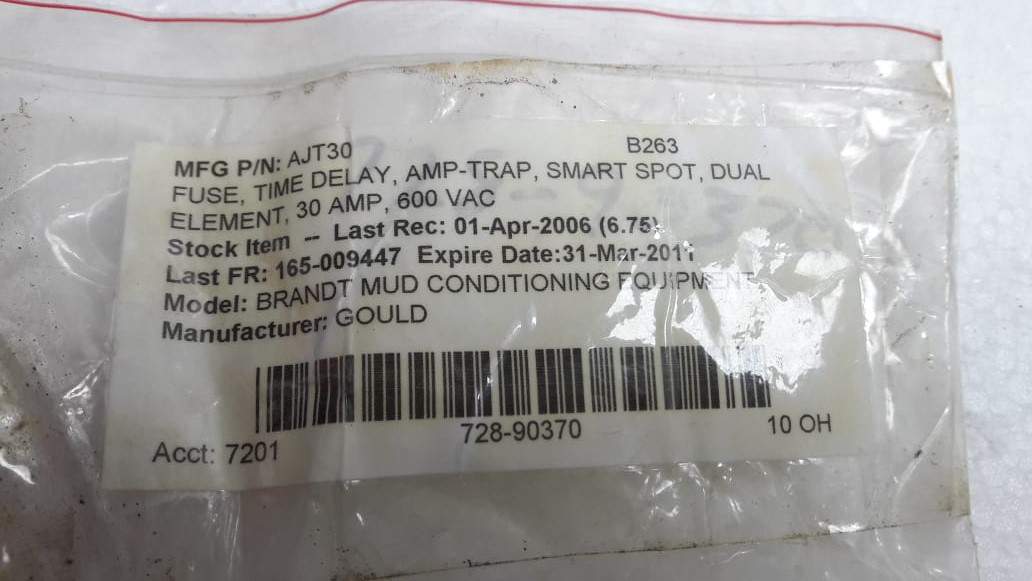 MFG P/N: AJT30 B263
FUSE, TIME DELAY, AMP-TRAP, SMART SPOT, DUAL
ELEMENT, 30 AMP, 600 VAC
Stock Item -- Last Rec: 01-Apr-2006 (6.75)
Last FR: 165-009447 Expire Date:31-Mar-2011
Model: BRANDT MUD CONDITIONING EQUIPMENT
Manufacturer: GOULD
728-90370 10 OH
Acct: 7201